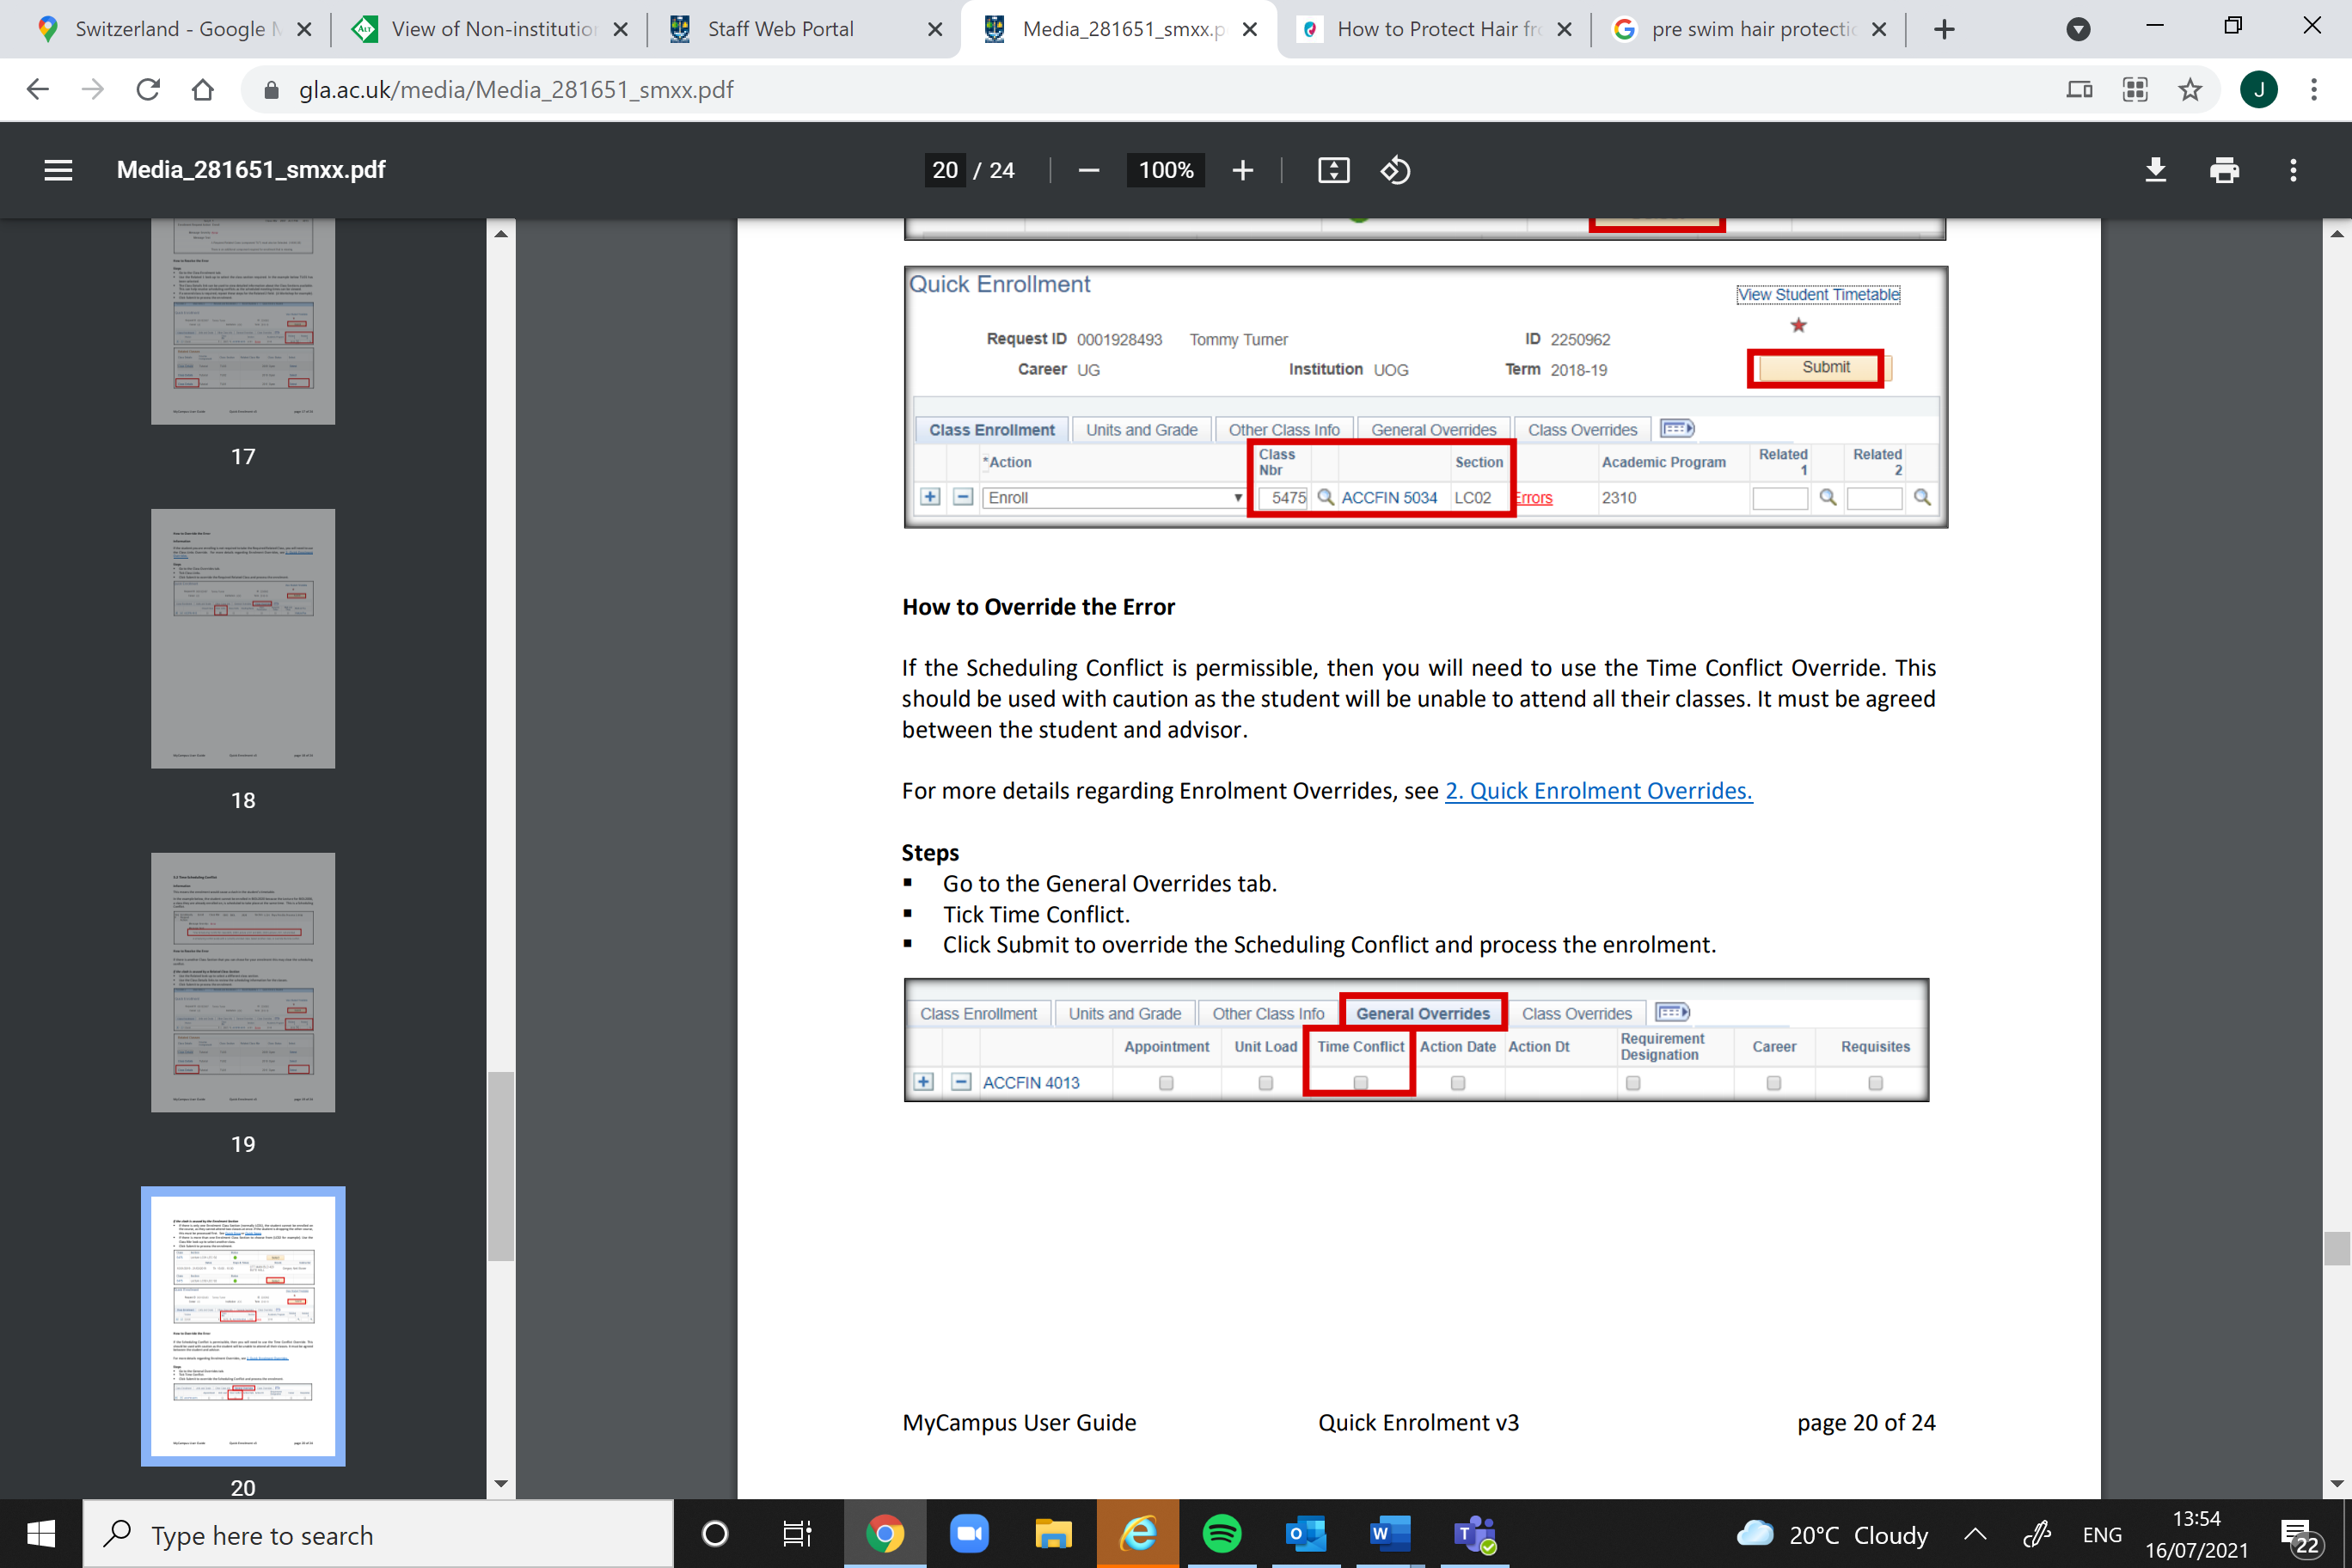 Switzerland - Google M
View of Non-institution
Staff Web Portal
Media_281651_smxx.p
How to Protect Hair fr
pre swim hair protectio
gla.ac.uk/media/Media_281651_smxx.pdf
J
Media_281651_smxx.pdf
20 / 24
100%
17
18
19
20
Quick Enrollment
View Student Timetable
Request ID 0001928493 Tommy Turner ID 2250962
Career UG Institution UOG Term 2018-19
Submit
Class Enrollment Units and Grade Other Class Info General Overrides Class Overrides
*Action Class Nbr Section Academic Program Related 1 Related 2
Enroll 5475 ACCFIN 5034 LC02 Errors 2310
How to Override the Error
If the Scheduling Conflict is permissible, then you will need to use the Time Conflict Override. This
should be used with caution as the student will be unable to attend all their classes. It must be agreed
between the student and advisor.
For more details regarding Enrolment Overrides, see 2. Quick Enrolment Overrides.
Steps
▪ Go to the General Overrides tab.
▪ Tick Time Conflict.
▪ Click Submit to override the Scheduling Conflict and process the enrolment.
Class Enrollment Units and Grade Other Class Info General Overrides Class Overrides
Appointment Unit Load Time Conflict Action Date Action Dt Requirement Designation Career Requisites
ACCFIN 4013
MyCampus User Guide Quick Enrolment v3 page 20 of 24
Type here to search
20°C Cloudy
ENG
13:54
16/07/2021
22